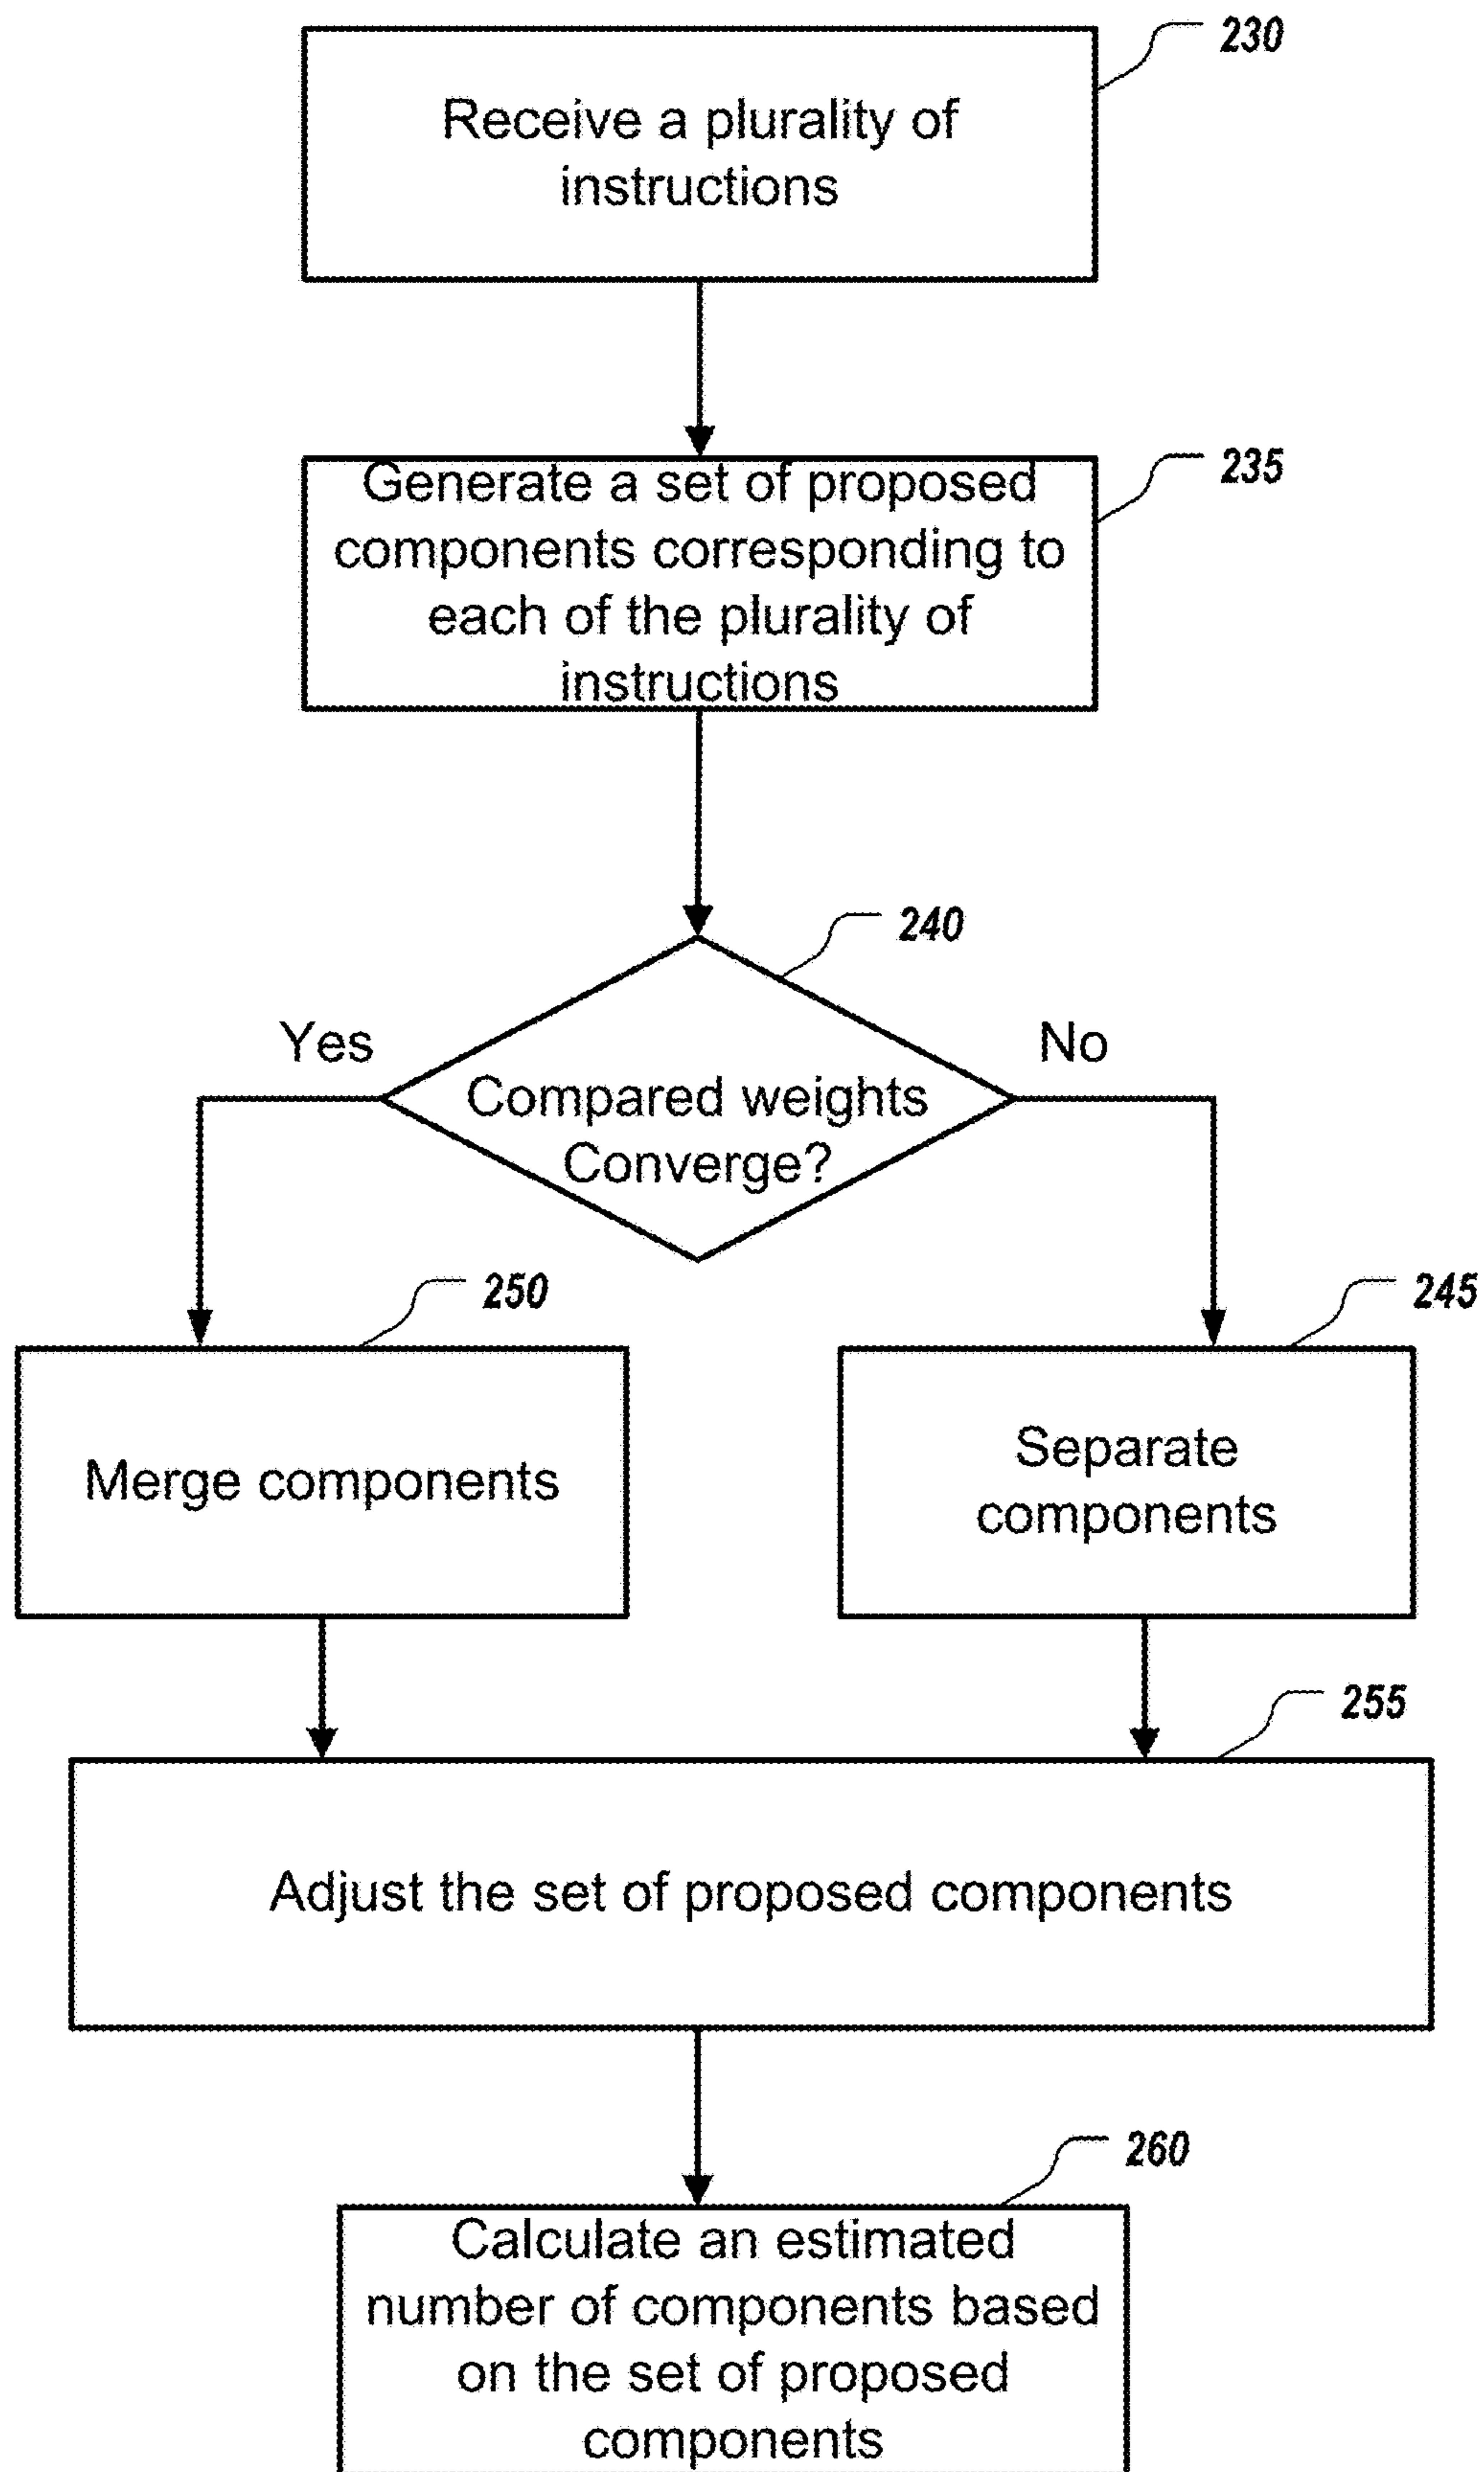 230
Receive a plurality of
instructions
235
Generate a set of proposed
components corresponding to
each of the plurality of
instructions
240
Yes
No
Compared weights
Converge?
250
245
Merge components
Separate
components
255
Adjust the set of proposed components
260
Calculate an estimated
number of components based
on the set of proposed
components